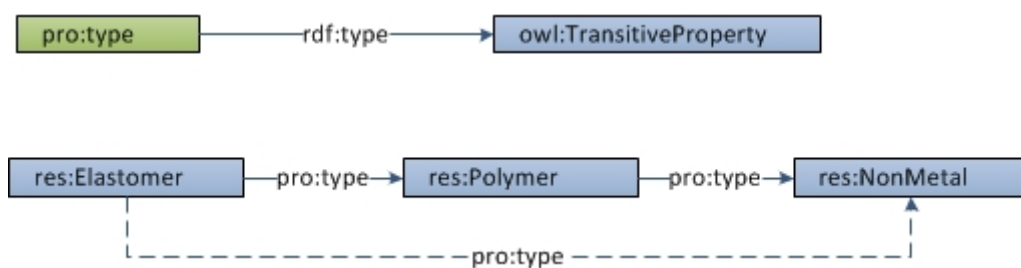 pro:type rdf:type owl:TransitiveProperty
res:Elastomer pro:type res:Polymer pro:type res:NonMetal
pro:type